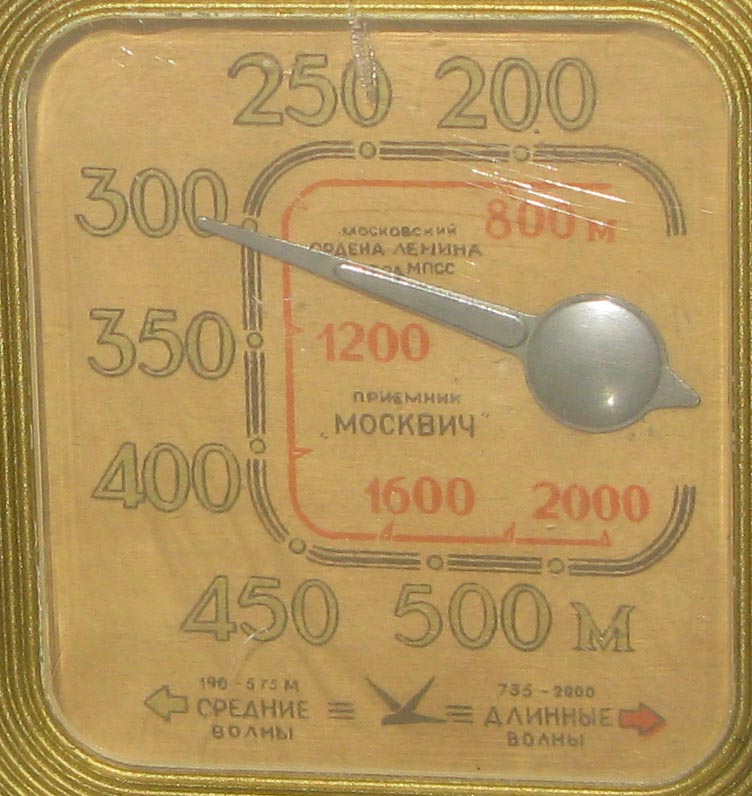 250 200
300
800 м
МОСКОВСКИЙ
ОРДЕНА ЛЕНИНА
МПСС
350
1200
ПРИЕМНИК
"МОСКВИЧ"
400
1600 2000
450 500 М
190-575 М
СРЕДНИЕ
ВОЛНЫ
735-2000
ДЛИННЫЕ
ВОЛНЫ